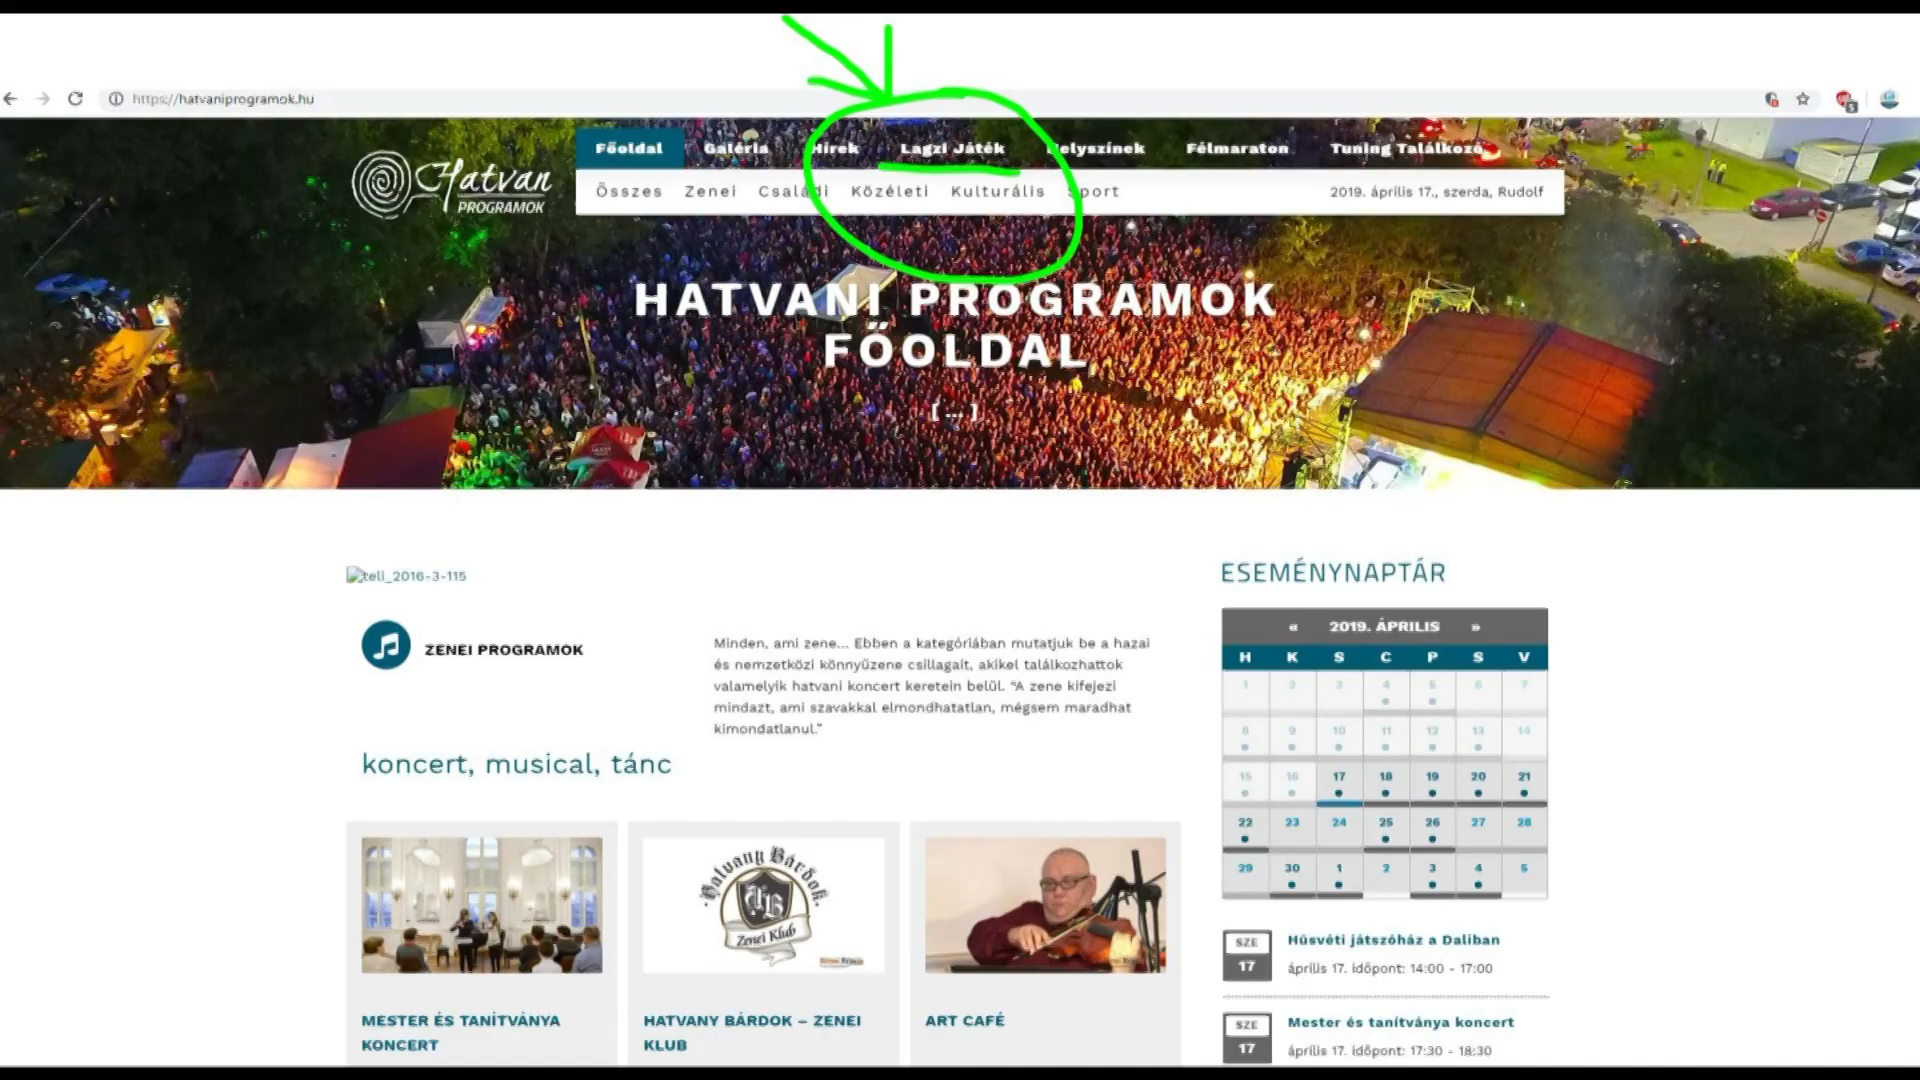 https://hatvaniprogramok.hu
Főoldal Galéria Hírek Lagzi Játék Helyszínek Félmaraton Tuning Találkozó
Hatvan
PROGRAMOK
Összes Zenei Családi Közéleti Kulturális Sport 2019. április 17., szerda, Rudolf
HATVANI PROGRAMOK
FŐOLDAL
[ ... ]
teli_2016-3-115
ZENEI PROGRAMOK
Minden, ami zene... Ebben a kategóriában mutatjuk be a hazai
és nemzetközi könnyűzene csillagait, akikel találkozhattok
valamelyik hatvani koncert keretein belül. "A zene kifejezi
mindazt, ami szavakkal elmondhatatlan, mégsem maradhat
kimondatlanul."
koncert, musical, tánc
Hatvany Bárdok
Zenei Klub
MESTER ÉS TANÍTVÁNYA
KONCERT
HATVANY BÁRDOK – ZENEI
KLUB
ART CAFÉ
ESEMÉNYNAPTÁR
« 2019. ÁPRILIS »
H K S C P S V
1 2 3 4 5 6 7
8 9 10 11 12 13 14
15 16 17 18 19 20 21
22 23 24 25 26 27 28
29 30 1 2 3 4 5
SZE
17
Húsvéti játszóház a Daliban
április 17. időpont: 14:00 - 17:00
SZE
17
Mester és tanítványa koncert
április 17. időpont: 17:30 - 18:30